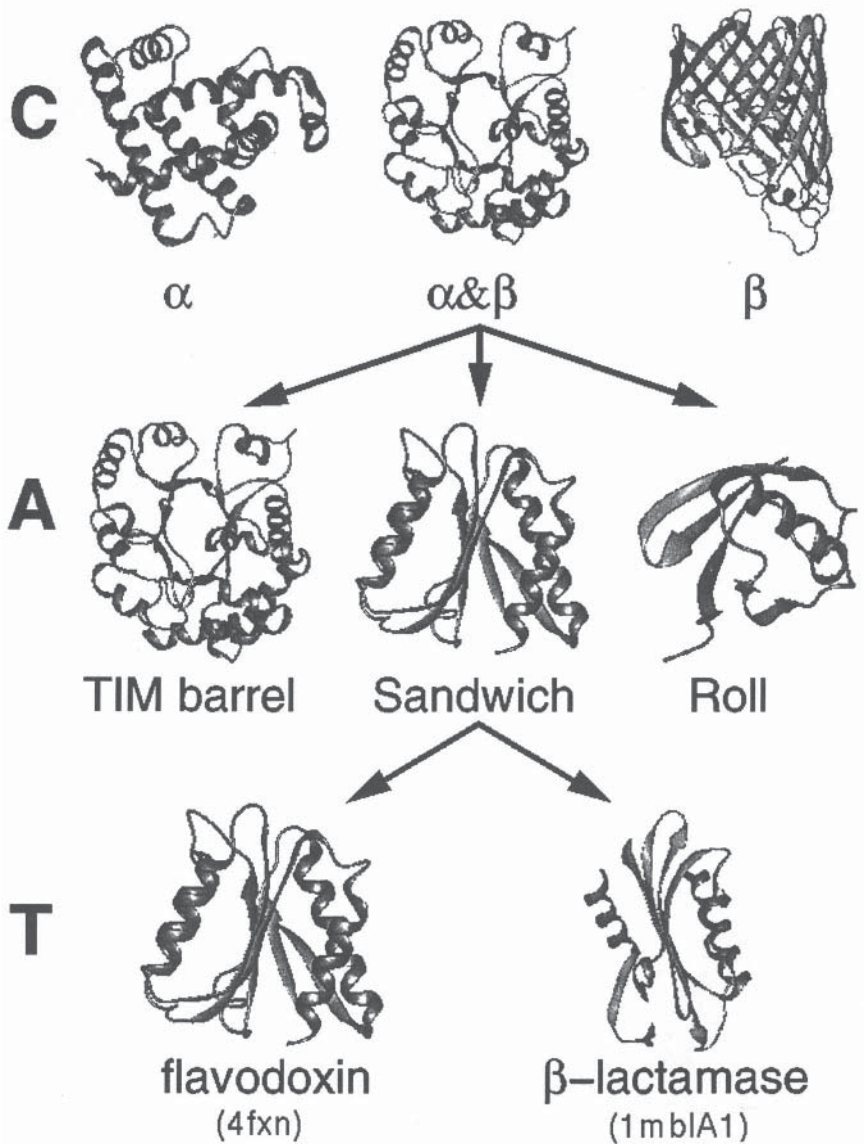 C
α α&β β
A
TIM barrel Sandwich Roll
T
flavodoxin β–lactamase
(4fxn) (1mblA1)